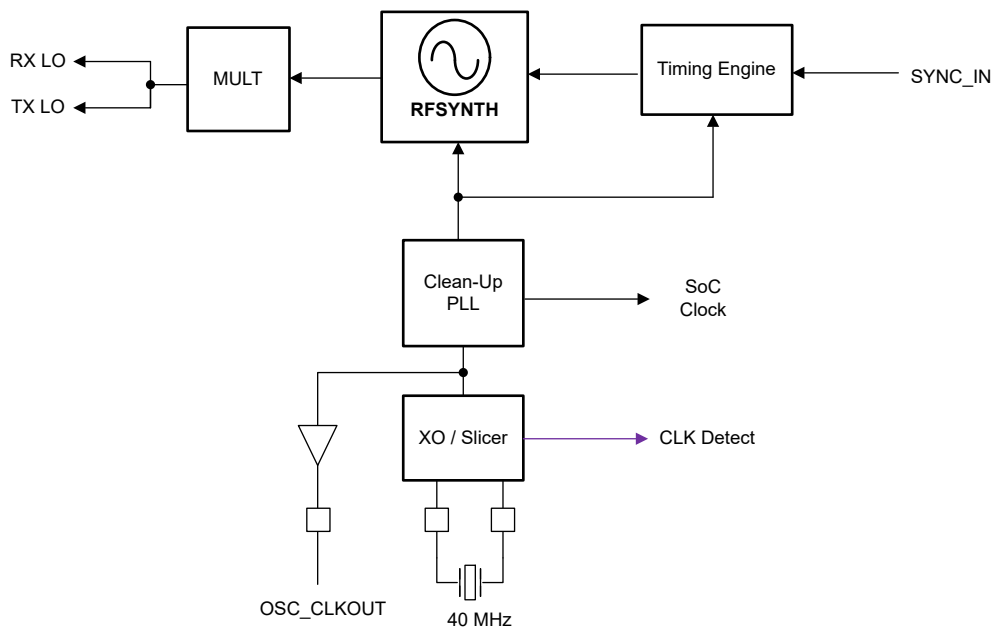 RX LO
TX LO
MULT
RFSYNTH
Timing Engine
SYNC_IN
Clean-Up
PLL
SoC
Clock
XO / Slicer
CLK Detect
OSC_CLKOUT
40 MHz